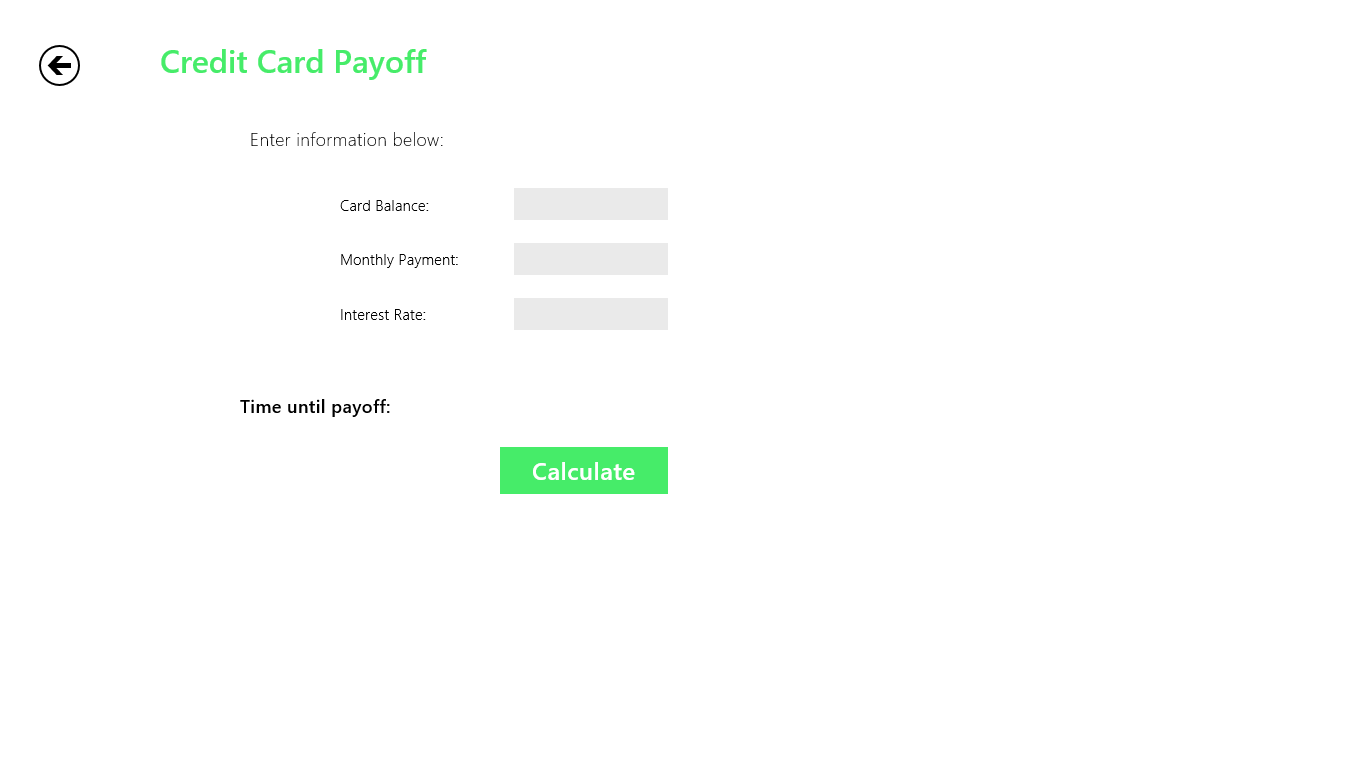 Credit Card Payoff
Enter information below:
Card Balance:
Monthly Payment:
Interest Rate:
Time until payoff:
Calculate